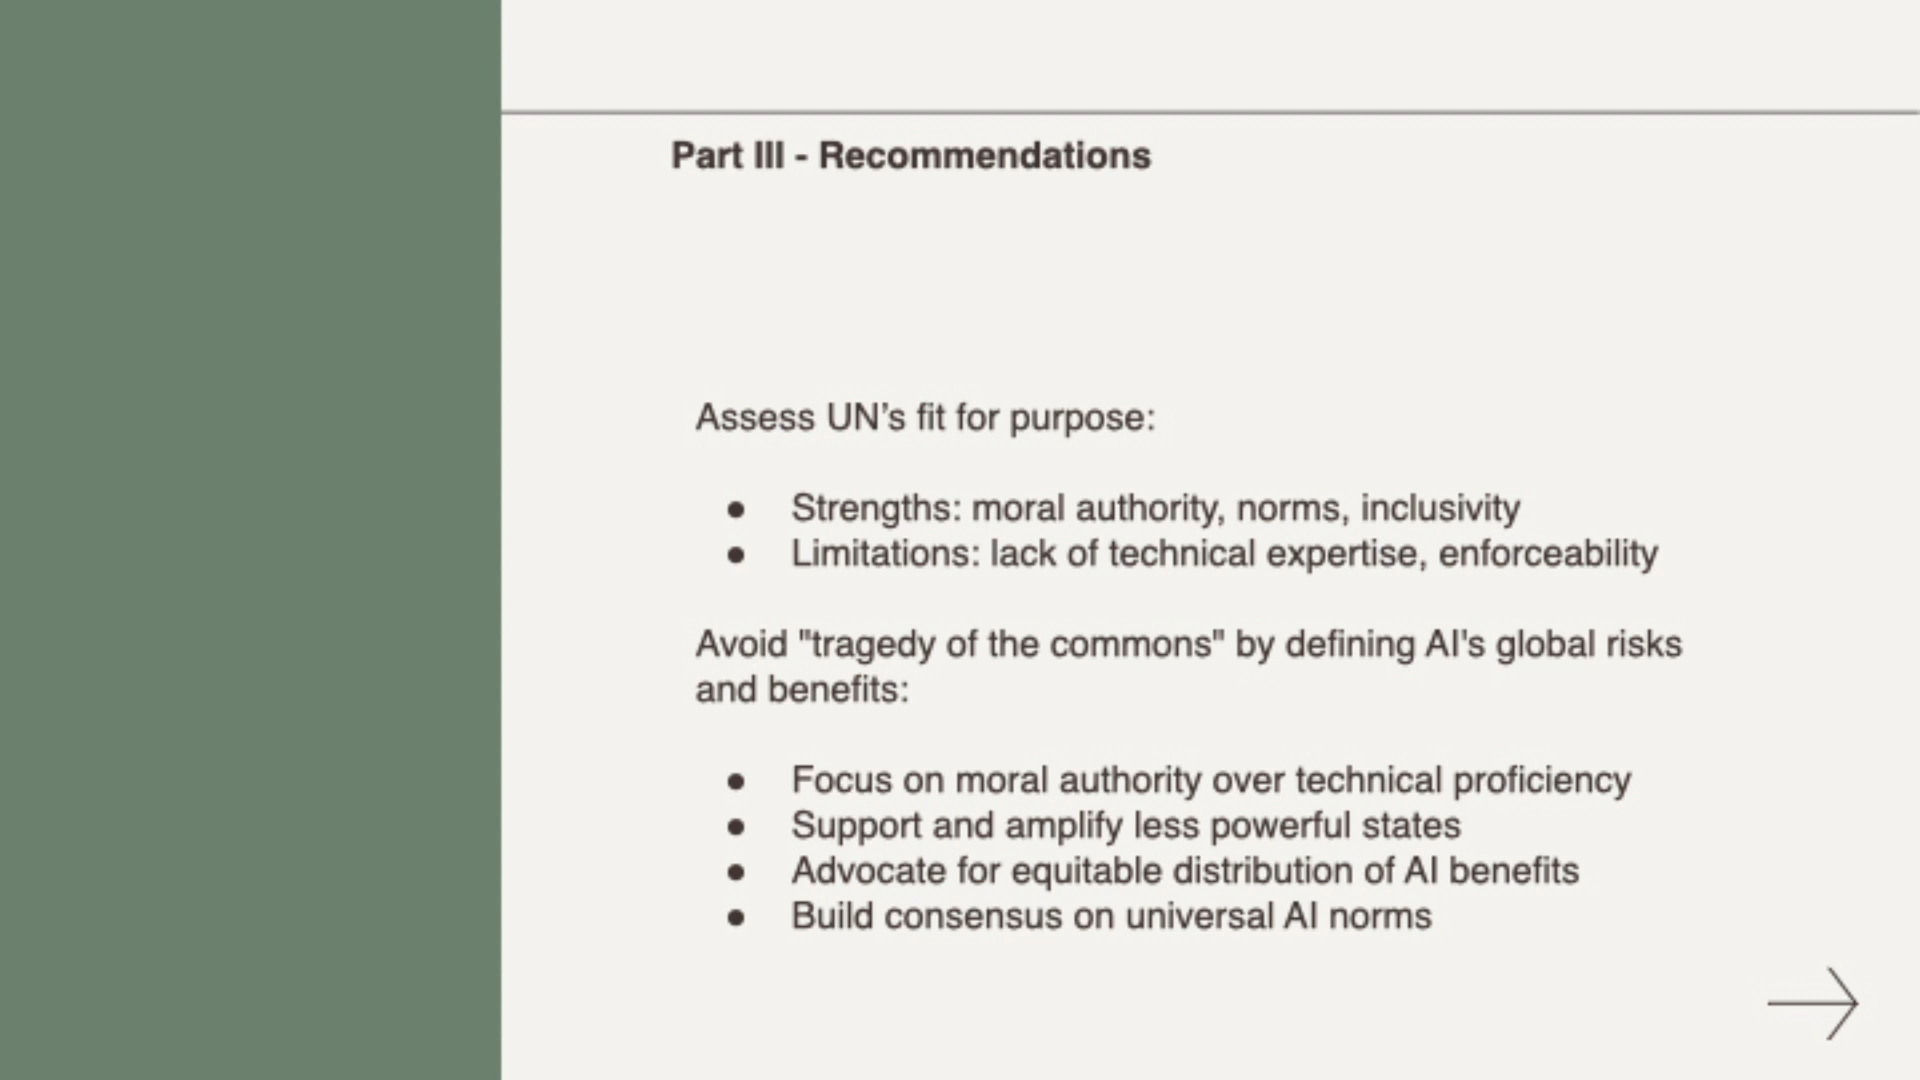 Part III - Recommendations
Assess UN’s fit for purpose:
● Strengths: moral authority, norms, inclusivity
● Limitations: lack of technical expertise, enforceability
Avoid "tragedy of the commons" by defining AI's global risks
and benefits:
● Focus on moral authority over technical proficiency
● Support and amplify less powerful states
● Advocate for equitable distribution of AI benefits
● Build consensus on universal AI norms